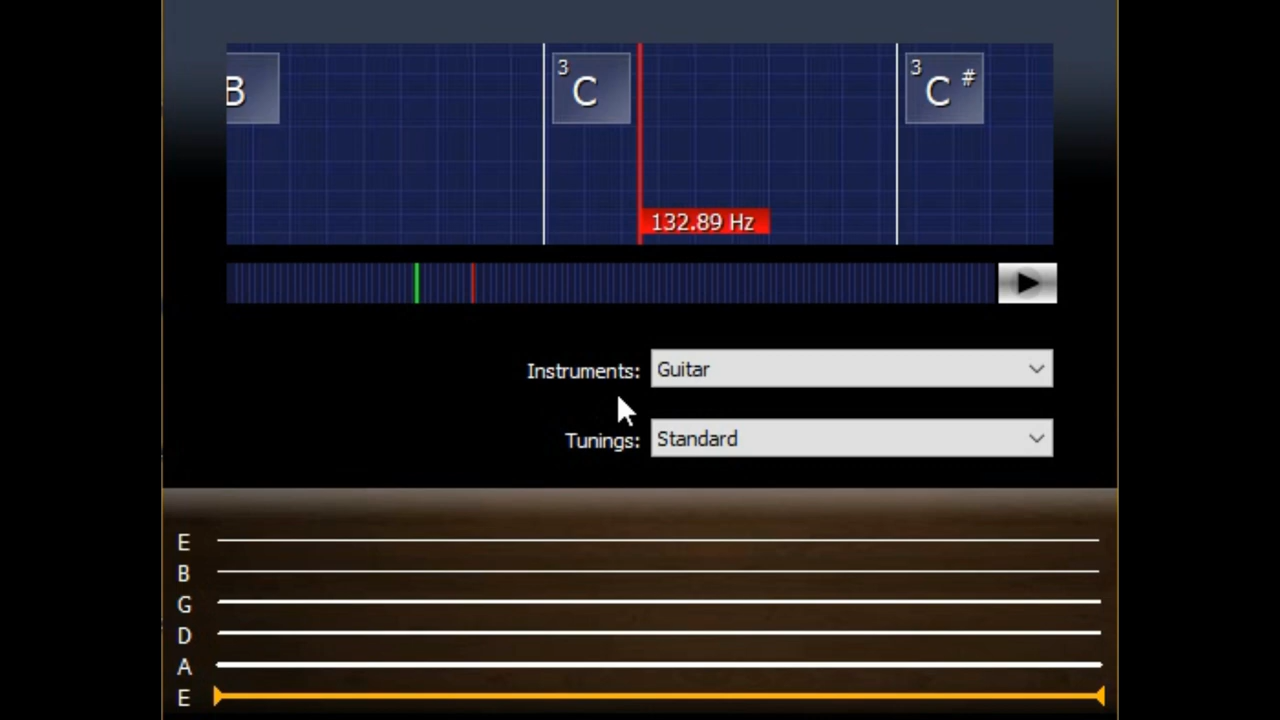 B
3 C
3 C #
132.89 Hz
Instruments: Guitar
Tunings: Standard
E
B
G
D
A
E